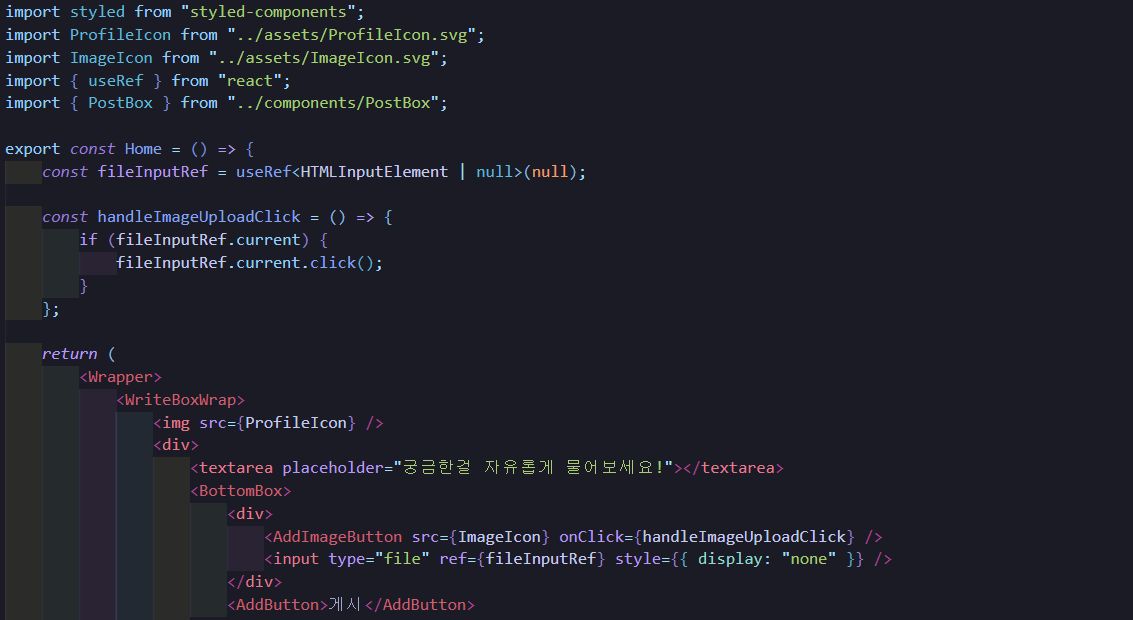 import styled from "styled-components";
import ProfileIcon from "../assets/ProfileIcon.svg";
import ImageIcon from "../assets/ImageIcon.svg";
import { useRef } from "react";
import { PostBox } from "../components/PostBox";

export const Home = () => {
    const fileInputRef = useRef<HTMLInputElement | null>(null);

    const handleImageUploadClick = () => {
        if (fileInputRef.current) {
            fileInputRef.current.click();
        }
    };

    return (
        <Wrapper>
            <WriteBoxWrap>
                <img src={ProfileIcon} />
                <div>
                    <textarea placeholder="궁금한걸 자유롭게 물어보세요!"></textarea>
                    <BottomBox>
                        <div>
                            <AddImageButton src={ImageIcon} onClick={handleImageUploadClick} />
                            <input type="file" ref={fileInputRef} style={{ display: "none" }} />
                        </div>
                        <AddButton>게시</AddButton>